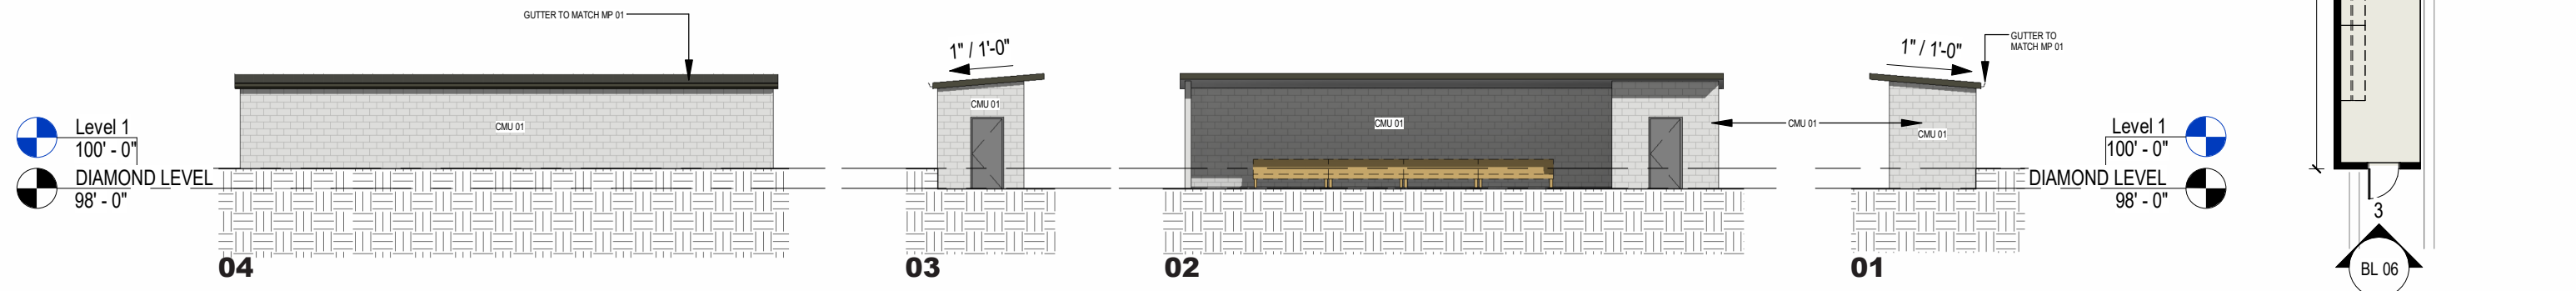 GUTTER TO MATCH MP 01
CMU 01
Level 1
100' - 0"
DIAMOND LEVEL
98' - 0"
04
1" / 1'-0"
CMU 01
03
CMU 01
CMU 01
02
1" / 1'-0"
GUTTER TO
MATCH MP 01
CMU 01
Level 1
100' - 0"
DIAMOND LEVEL
98' - 0"
01
3
BL 06